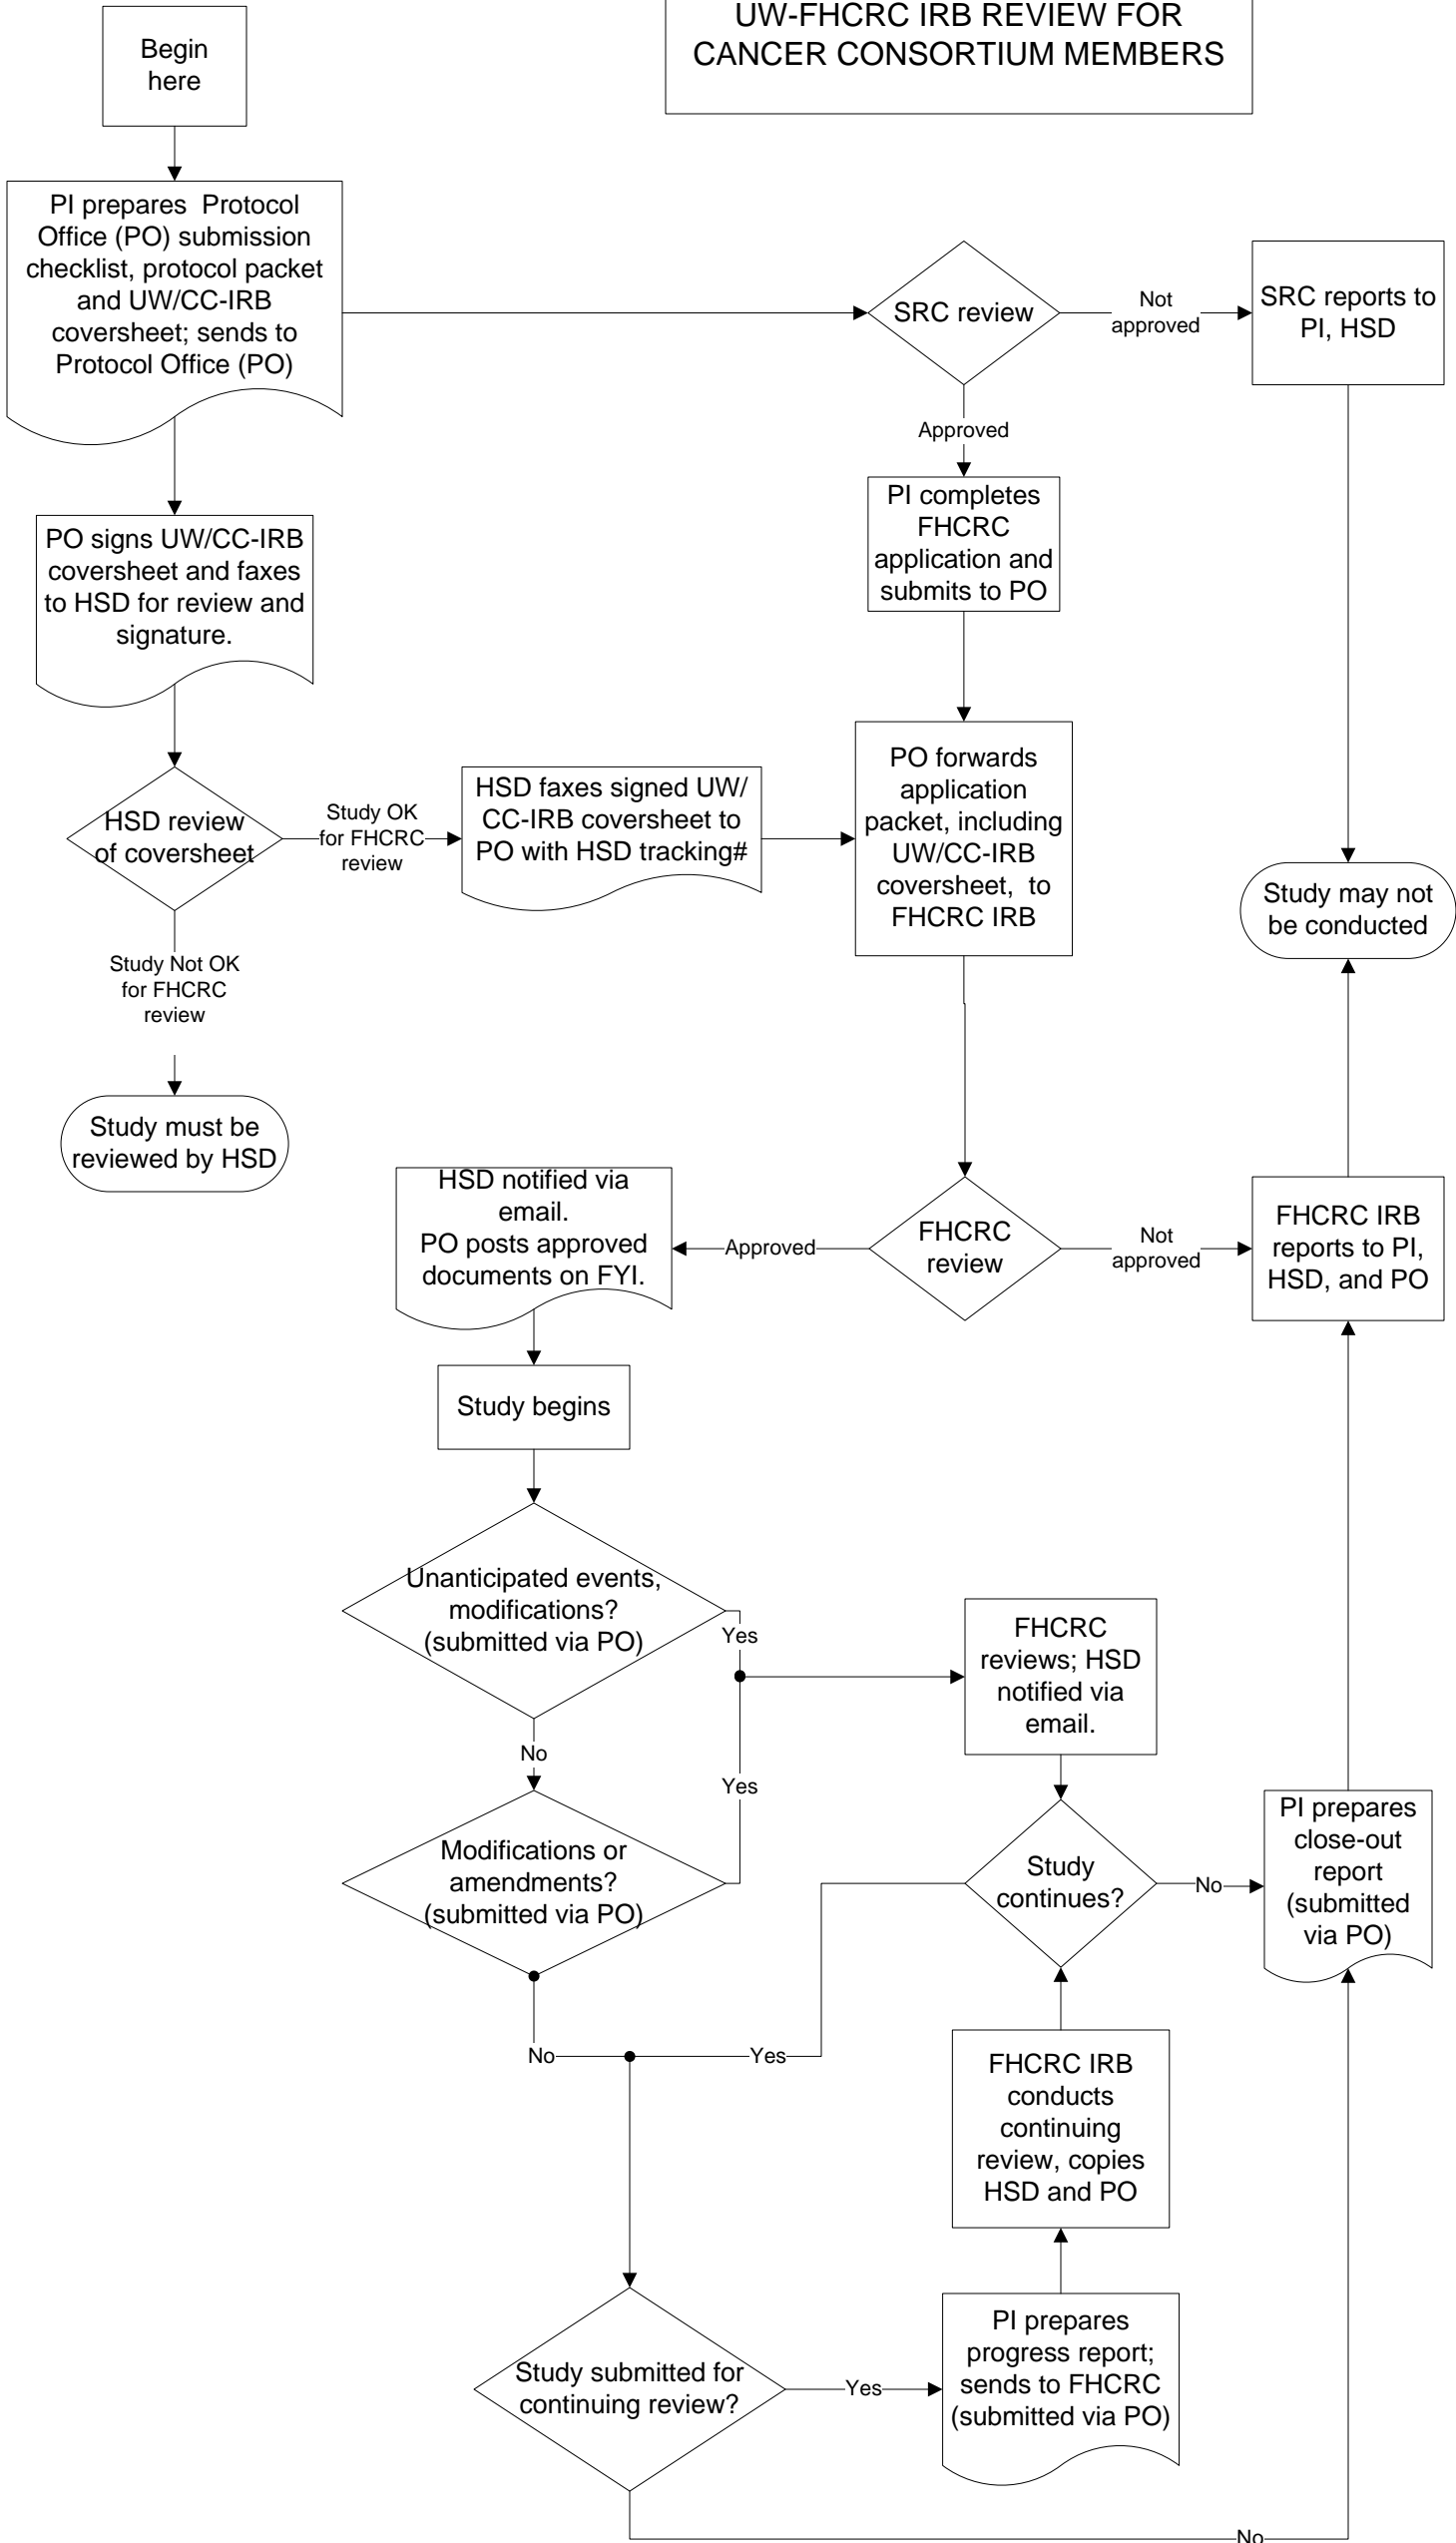 UW-FHCRC IRB REVIEW FOR
CANCER CONSORTIUM MEMBERS
Begin
here
PI prepares  Protocol
Office (PO) submission
checklist, protocol packet
and UW/CC-IRB
coversheet; sends to
Protocol Office (PO)
SRC review
Not
approved
SRC reports to
PI, HSD
Approved
PI completes
FHCRC
application and
submits to PO
PO signs UW/CC-IRB
coversheet and faxes
to HSD for review and
signature.
HSD review
of coversheet
Study OK
for FHCRC
review
HSD faxes signed UW/
CC-IRB coversheet to
PO with HSD tracking#
PO forwards
application
packet, including
UW/CC-IRB
coversheet,  to
FHCRC IRB
Study may not
be conducted
Study Not OK
for FHCRC
review
Study must be
reviewed by HSD
HSD notified via
email.
PO posts approved
documents on FYI.
Approved
FHCRC
review
Not
approved
FHCRC IRB
reports to PI,
HSD, and PO
Study begins
Unanticipated events,
modifications?
(submitted via PO)
Yes
FHCRC
reviews; HSD
notified via
email.
No
Yes
Modifications or
amendments?
(submitted via PO)
Study
continues?
No
PI prepares
close-out
report
(submitted
via PO)
No
Yes
FHCRC IRB
conducts
continuing
review, copies
HSD and PO
Study submitted for
continuing review?
Yes
PI prepares
progress report;
sends to FHCRC
(submitted via PO)
No